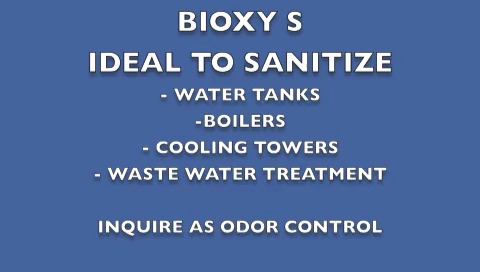 BIOXY S
IDEAL TO SANITIZE
- WATER TANKS
-BOILERS
- COOLING TOWERS
- WASTE WATER TREATMENT
INQUIRE AS ODOR CONTROL